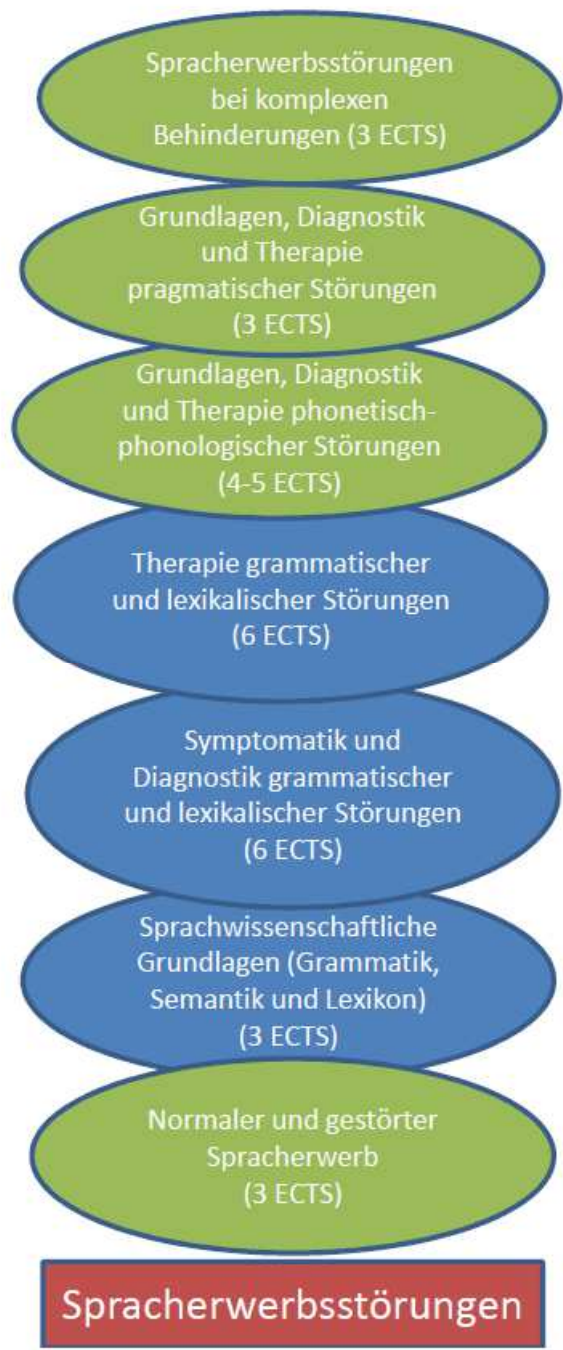 Spracherwerbsstörungen
bei komplexen
Behinderungen (3 ECTS)
Grundlagen, Diagnostik
und Therapie
pragmatischer Störungen
(3 ECTS)
Grundlagen, Diagnostik
und Therapie phonetisch-
phonologischer Störungen
(4-5 ECTS)
Therapie grammatischer
und lexikalischer Störungen
(6 ECTS)
Symptomatik und
Diagnostik grammatischer
und lexikalischer Störungen
(6 ECTS)
Sprachwissenschaftliche
Grundlagen (Grammatik,
Semantik und Lexikon)
(3 ECTS)
Normaler und gestörter
Spracherwerb
(3 ECTS)
Spracherwerbsstörungen